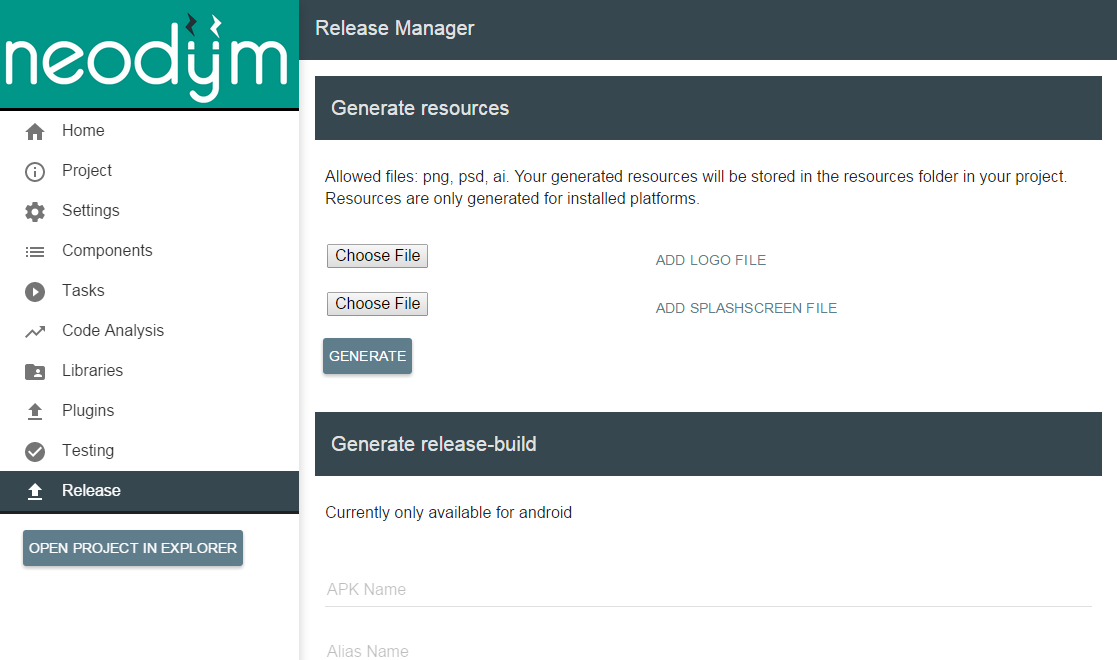 neodym
Release Manager
Home
Project
Settings
Components
Tasks
Code Analysis
Libraries
Plugins
Testing
Release
OPEN PROJECT IN EXPLORER
Generate resources
Allowed files: png, psd, ai. Your generated resources will be stored in the resources folder in your project.
Resources are only generated for installed platforms.
Choose File
ADD LOGO FILE
Choose File
ADD SPLASHSCREEN FILE
GENERATE
Generate release-build
Currently only available for android
APK Name
Alias Name